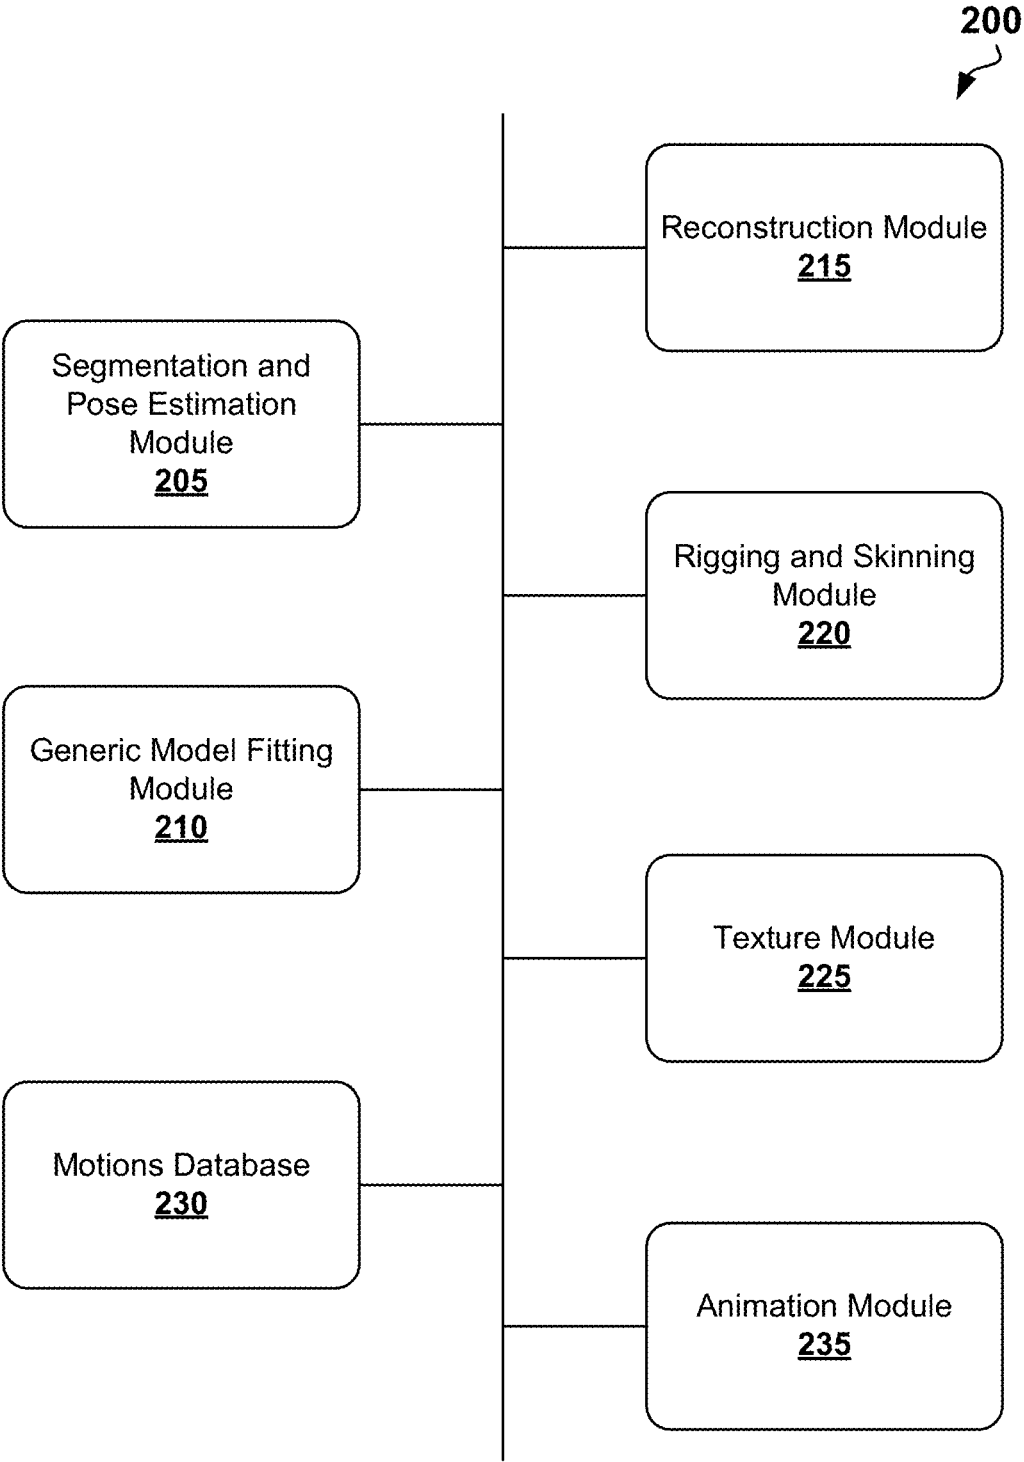 200
Reconstruction Module
215
Segmentation and
Pose Estimation
Module
205
Rigging and Skinning
Module
220
Generic Model Fitting
Module
210
Texture Module
225
Motions Database
230
Animation Module
235